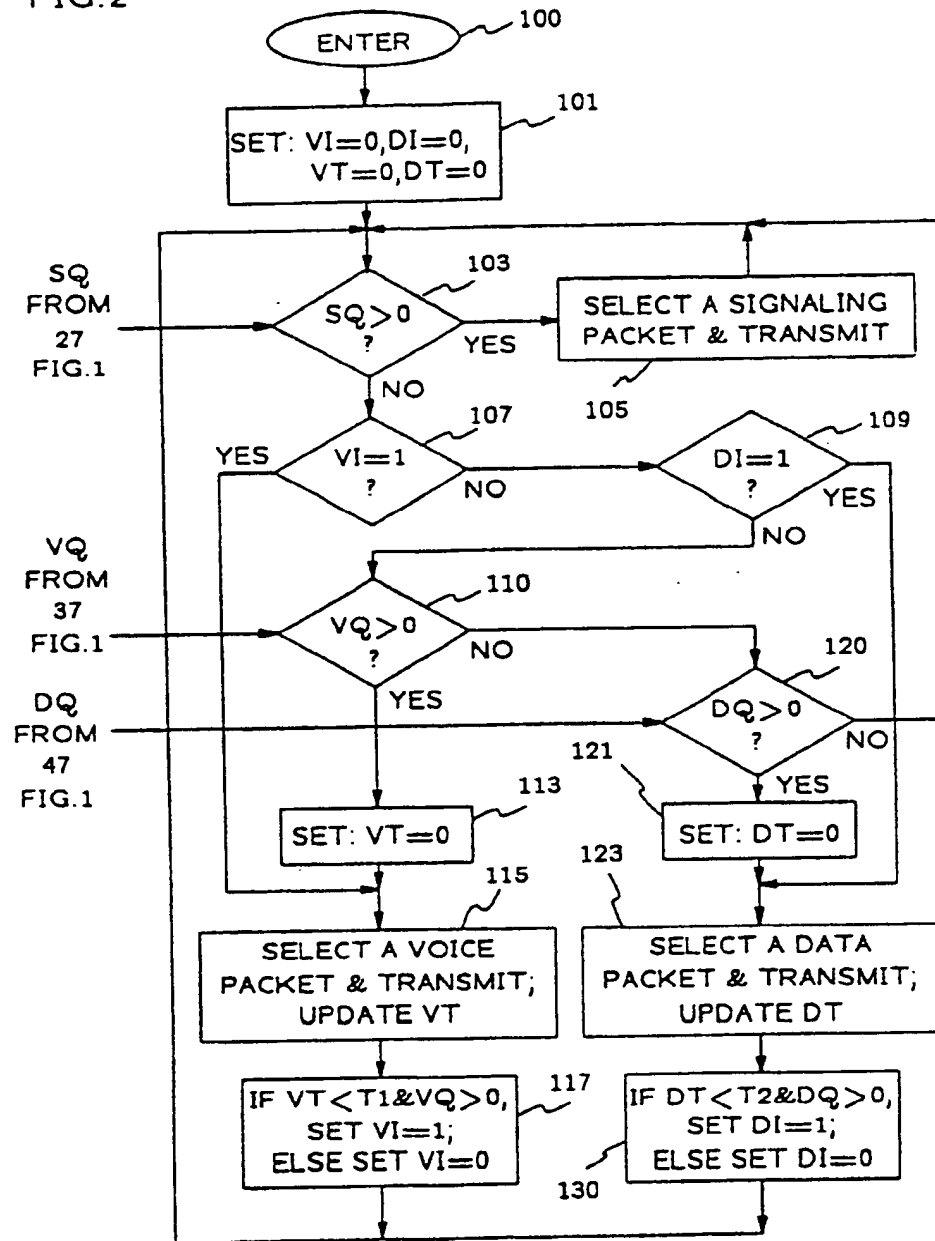 FIG.2
ENTER
100
101
SET: VI=0,DI=0,
VT=0,DT=0
SQ
FROM
27
FIG.1
103
SQ>0
?
YES
NO
SELECT A SIGNALING
PACKET & TRANSMIT
105
107
VI=1
?
YES
NO
109
DI=1
?
YES
NO
VQ
FROM
37
FIG.1
110
VQ>0
?
NO
YES
DQ
FROM
47
FIG.1
120
DQ>0
?
NO
YES
113
SET: VT=0
121
SET: DT=0
115
SELECT A VOICE
PACKET & TRANSMIT;
UPDATE VT
123
SELECT A DATA
PACKET & TRANSMIT;
UPDATE DT
IF VT<T1&VQ>0,
SET VI=1;
ELSE SET VI=0
117
IF DT<T2&DQ>0,
SET DI=1;
ELSE SET DI=0
130